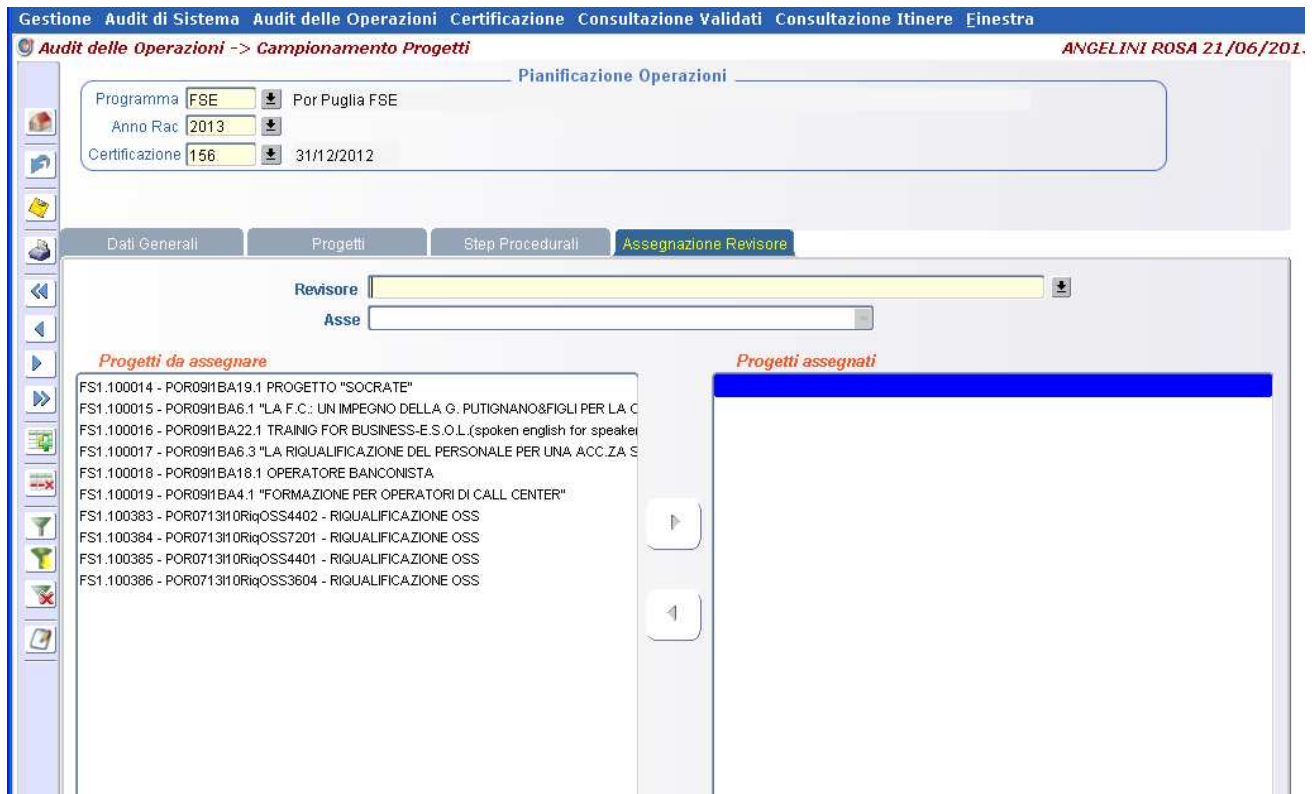 Gestione Audit di Sistema Audit delle Operazioni Certificazione Consultazione Validati Consultazione Itinere Finestra
Audit delle Operazioni -> Campionamento Progetti ANGELINI ROSA 21/06/201
Pianificazione Operazioni
Programma FSE Por Puglia FSE
Anno Rac 2013
Certificazione 156 31/12/2012
Dati Generali Progetti Step Procedurali Assegnazione Revisore
Revisore
Asse
Progetti da assegnare Progetti assegnati
FS1.100014 - POR09I1BA19.1 PROGETTO "SOCRATE"
FS1.100015 - POR09I1BA6.1 "LA F.C.: UN IMPEGNO DELLA G. PUTIGNANO&FIGLI PER LA C
FS1.100016 - POR09I1BA22.1 TRAINIG FOR BUSINESS-E.S.O.L.(spoken english for speaker
FS1.100017 - POR09I1BA6.3 "LA RIQUALIFICAZIONE DEL PERSONALE PER UNA ACC.ZA S
FS1.100018 - POR09I1BA18.1 OPERATORE BANCONISTA
FS1.100019 - POR09I1BA4.1 "FORMAZIONE PER OPERATORI DI CALL CENTER"
FS1.100383 - POR0713I10RiqOSS4402 - RIQUALIFICAZIONE OSS
FS1.100384 - POR0713I10RiqOSS7201 - RIQUALIFICAZIONE OSS
FS1.100385 - POR0713I10RiqOSS4401 - RIQUALIFICAZIONE OSS
FS1.100386 - POR0713I10RiqOSS3604 - RIQUALIFICAZIONE OSS